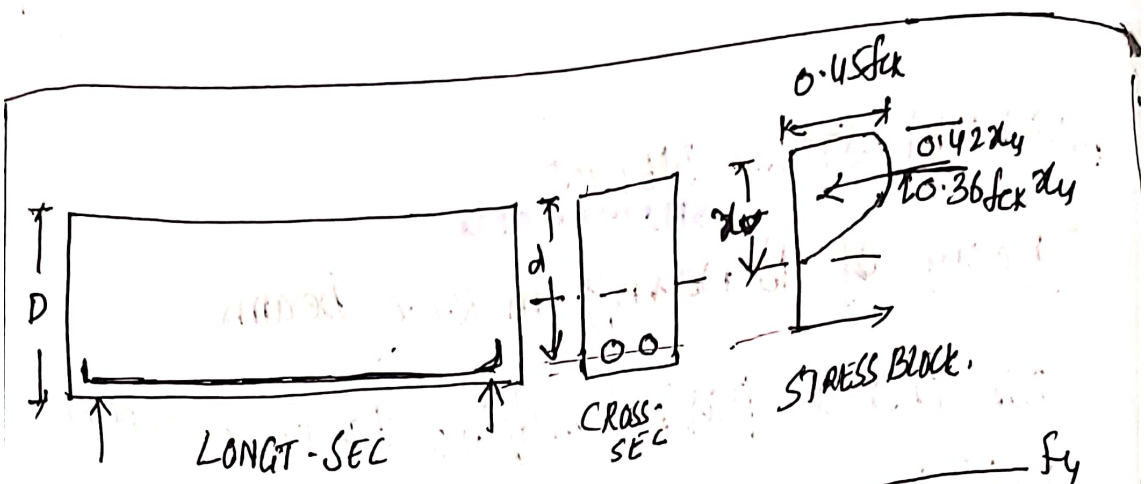 0.45fck
0.42xu
0.36fck xu
xu
d
D
STRESS BLOCK.
CROSS-
SEC
LONGT-SEC
fy